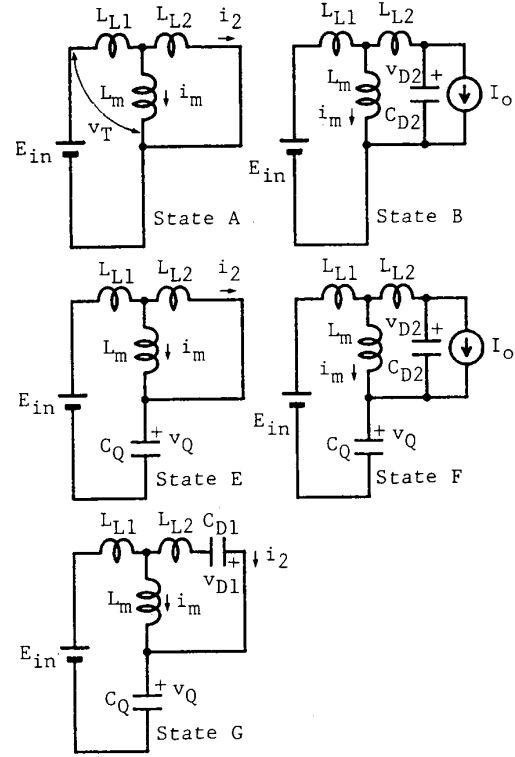 L_L1 L_L2 i_2
L_m i_m
v_T
E_in
State A
L_L1 L_L2
L_m v_D2 +
i_m C_D2 I_o
E_in
State B
L_L1 L_L2 i_2
L_m i_m
E_in
C_Q + v_Q
State E
L_L1 L_L2
L_m v_D2 +
i_m C_D2 I_o
E_in
C_Q + v_Q
State F
L_L1 L_L2 C_D1
v_D1 + i_2
L_m i_m
E_in
C_Q + v_Q
State G